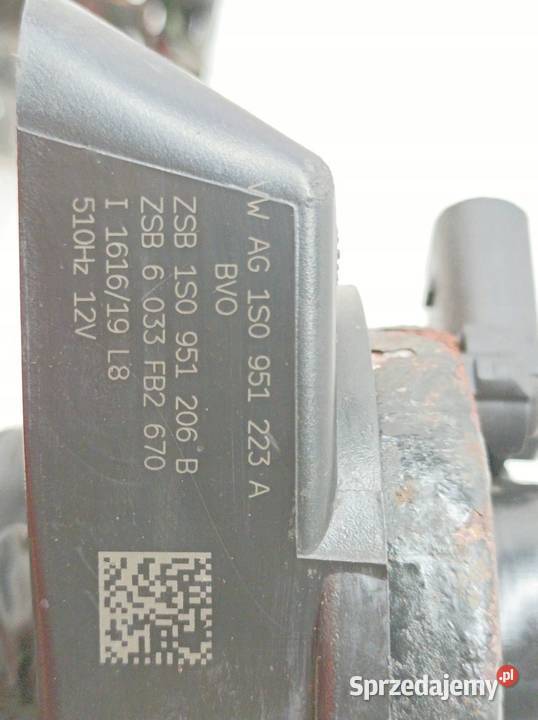 VW AG 1S0 951 223 A
BVO
ZSB 1S0 951 206 B
ZSB 6 033 FB2 670
I 1616/19 L8
510Hz 12V
Sprzedajemy.pl